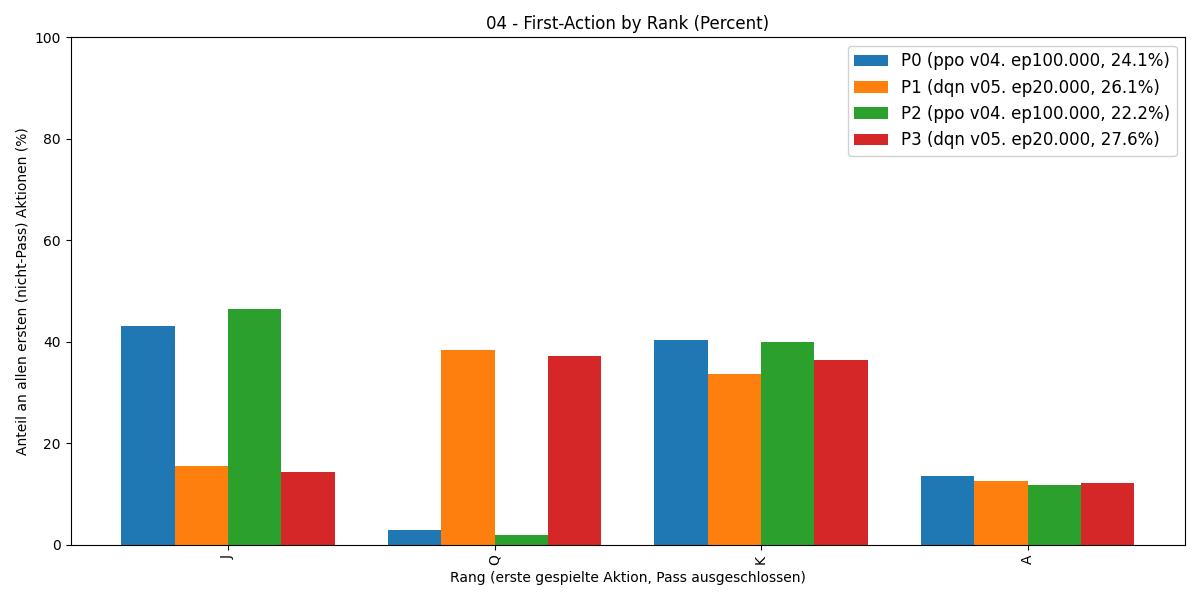 04 - First-Action by Rank (Percent)
Anteil an allen ersten (nicht-Pass) Aktionen (%)
100
80
60
40
20
0
P0 (ppo v04. ep100.000, 24.1%)
P1 (dqn v05. ep20.000, 26.1%)
P2 (ppo v04. ep100.000, 22.2%)
P3 (dqn v05. ep20.000, 27.6%)
J
Q
K
A
Rang (erste gespielte Aktion, Pass ausgeschlossen)